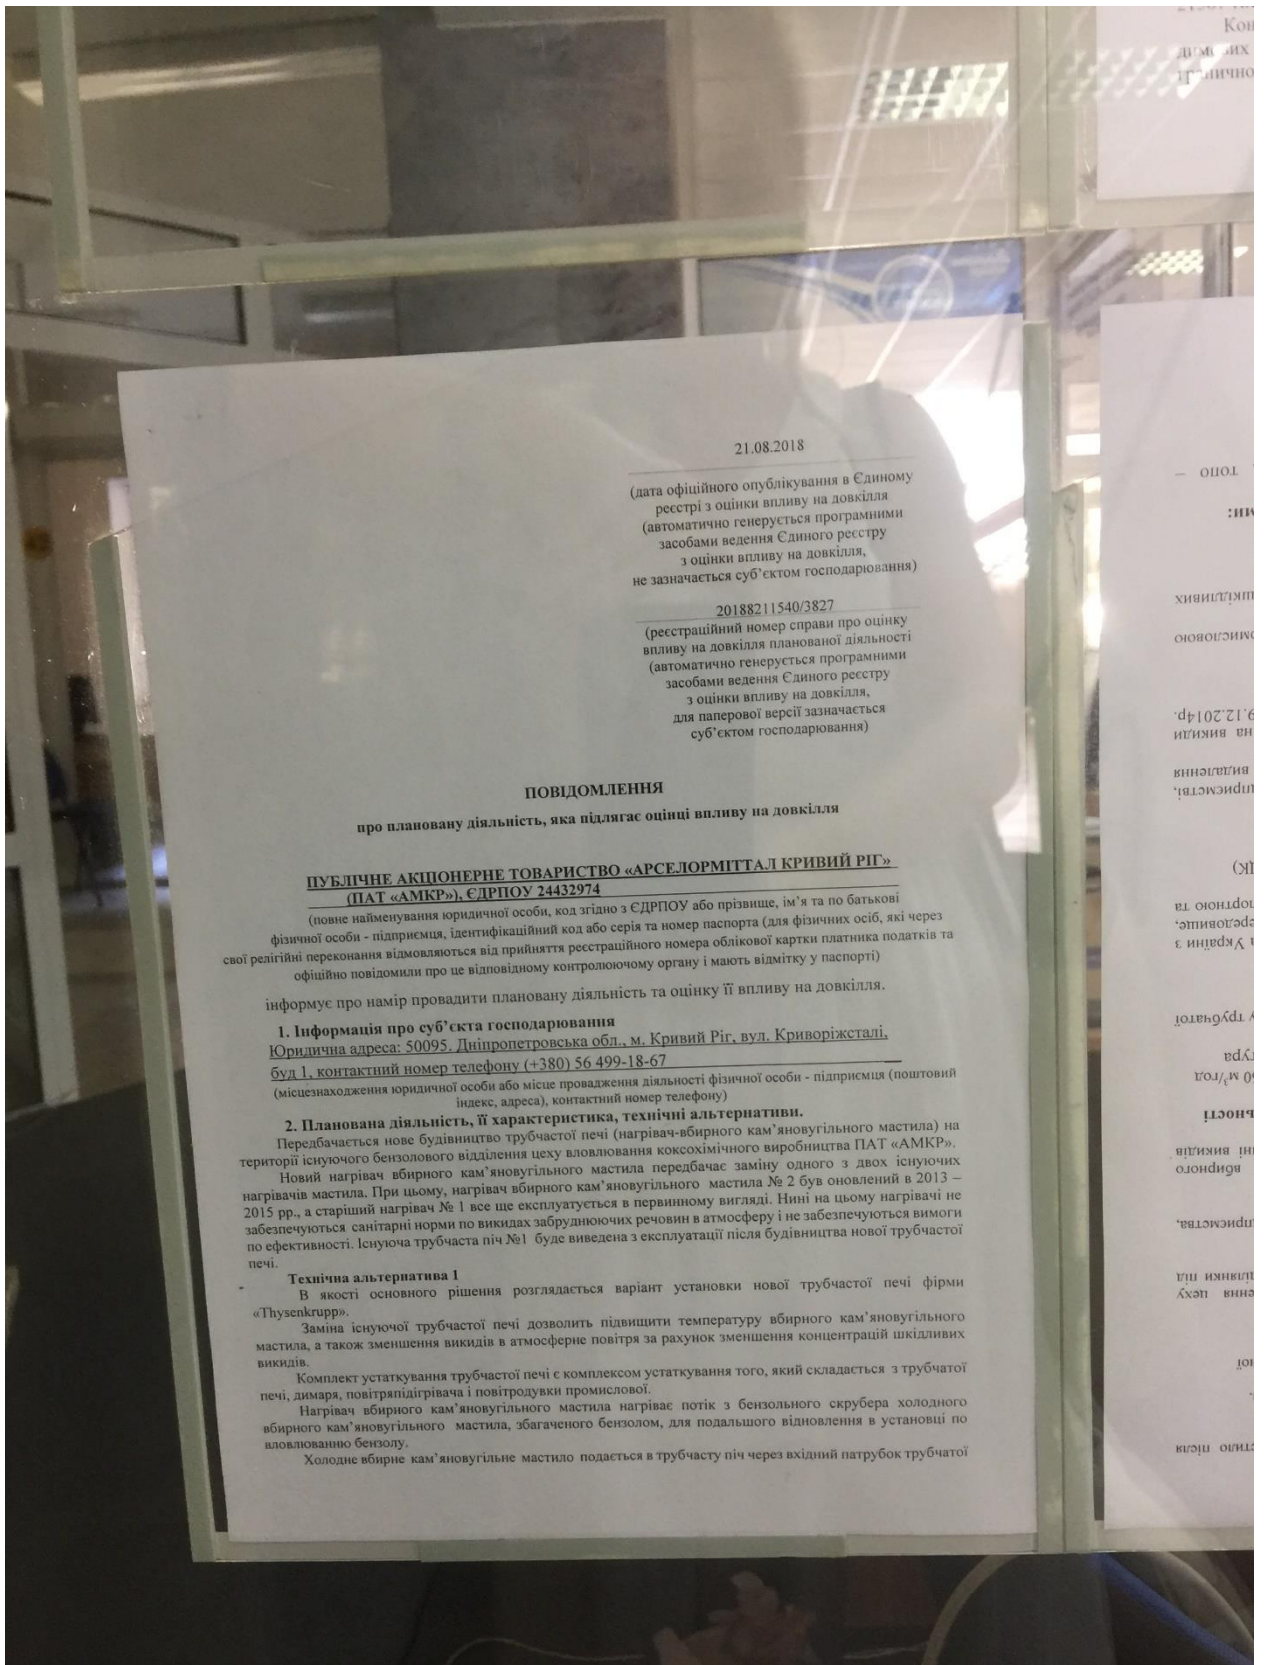 21.08.2018
(дата офіційного опублікування в Єдиному
реєстрі з оцінки впливу на довкілля
(автоматично генерується програмними
засобами ведення Єдиного реєстру
з оцінки впливу на довкілля,
не зазначається суб’єктом господарювання)
20188211540/3827
(реєстраційний номер справи про оцінку
впливу на довкілля планованої діяльності
(автоматично генерується програмними
засобами ведення Єдиного реєстру
з оцінки впливу на довкілля,
для паперової версії зазначається
суб’єктом господарювання)
ПОВІДОМЛЕННЯ
про плановану діяльність, яка підлягає оцінці впливу на довкілля
ПУБЛІЧНЕ АКЦІОНЕРНЕ ТОВАРИСТВО «АРСЕЛОРМІТТАЛ КРИВИЙ РІГ»
(ПАТ «АМКР»), ЄДРПОУ 24432974
(повне найменування юридичної особи, код згідно з ЄДРПОУ або прізвище, ім’я та по батькові
фізичної особи - підприємця, ідентифікаційний код або серія та номер паспорта (для фізичних осіб, які через
свої релігійні переконання відмовляються від прийняття реєстраційного номера облікової картки платника податків та
офіційно повідомили про це відповідному контролюючому органу і мають відмітку у паспорті)
інформує про намір провадити плановану діяльність та оцінку її впливу на довкілля.
1. Інформація про суб’єкта господарювання
Юридична адреса: 50095. Дніпропетровська обл., м. Кривий Ріг, вул. Криворіжсталі,
буд 1, контактний номер телефону (+380) 56 499-18-67
(місцезнаходження юридичної особи або місце провадження діяльності фізичної особи - підприємця (поштовий
індекс, адреса), контактний номер телефону)
2. Планована діяльність, її характеристика, технічні альтернативи.
Передбачається нове будівництво трубчастої печі (нагрівач-вбирного кам’яновугільного мастила) на
території існуючого бензолового відділення цеху вловлювання коксохімічного виробництва ПАТ «АМКР».
Новий нагрівач вбирного кам’яновугільного мастила передбачає заміну одного з двох існуючих
нагрівачів мастила. При цьому, нагрівач вбирного кам’яновугільного мастила № 2 був оновлений в 2013 –
2015 рр., а старіший нагрівач № 1 все ще експлуатується в первинному вигляді. Нині на цьому нагрівачі не
забезпечуються санітарні норми по викидах забруднюючих речовин в атмосферу і не забезпечуються вимоги
по ефективності. Існуюча трубчаста піч №1 буде виведена з експлуатації після будівництва нової трубчастої
печі.
Технічна альтернатива 1
В якості основного рішення розглядається варіант установки нової трубчастої печі фірми
«Thysenkrupp».
Заміна існуючої трубчастої печі дозволить підвищити температуру вбирного кам’яновугільного
мастила, а також зменшення викидів в атмосферне повітря за рахунок зменшення концентрацій шкідливих
викидів.
Комплект устаткування трубчастої печі є комплексом устаткування того, який складається з трубчатої
печі, димаря, повітряпідігрівача і повітродувки промислової.
Нагрівач вбирного кам’яновугільного мастила нагріває потік з бензольного скрубера холодного
вбирного кам’яновугільного мастила, збагаченого бензолом, для подальшого відновлення в установці по
вловлюванню бензолу.
Холодне вбирне кам’яновугільне мастило подається в трубчасту піч через вхідний патрубок трубчатої